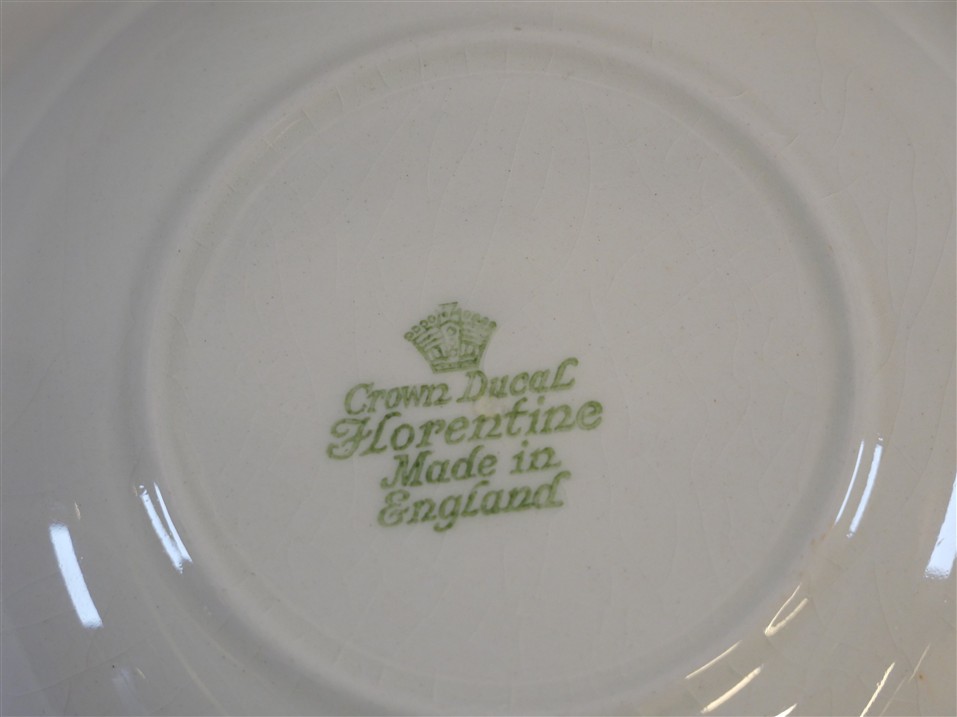 Crown Ducal
Florentine
Made in
England